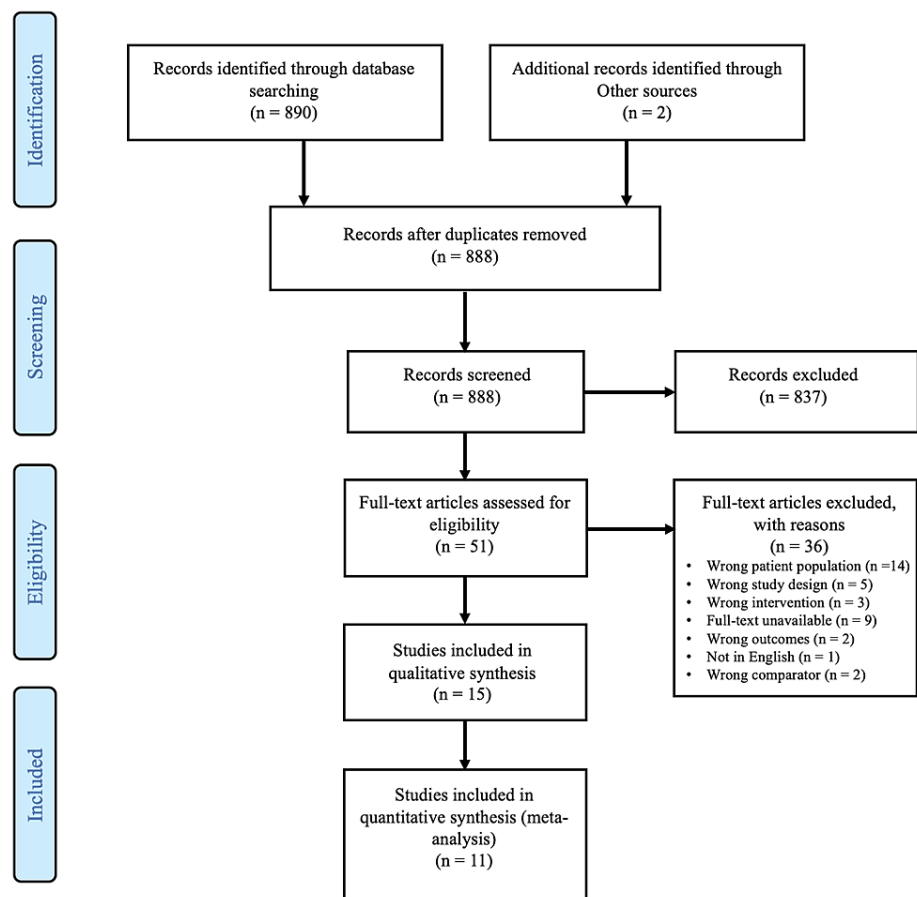 Identification
Records identified through database
searching
(n = 890)
Additional records identified through
Other sources
(n = 2)
Records after duplicates removed
(n = 888)
Screening
Records screened
(n = 888)
Records excluded
(n = 837)
Eligibility
Full-text articles assessed for
eligibility
(n = 51)
Full-text articles excluded,
with reasons
(n = 36)
• Wrong patient population (n =14)
• Wrong study design (n = 5)
• Wrong intervention (n = 3)
• Full-text unavailable (n = 9)
• Wrong outcomes (n = 2)
• Not in English (n = 1)
• Wrong comparator (n = 2)
Studies included in
qualitative synthesis
(n = 15)
Included
Studies included in
quantitative synthesis (meta-
analysis)
(n = 11)